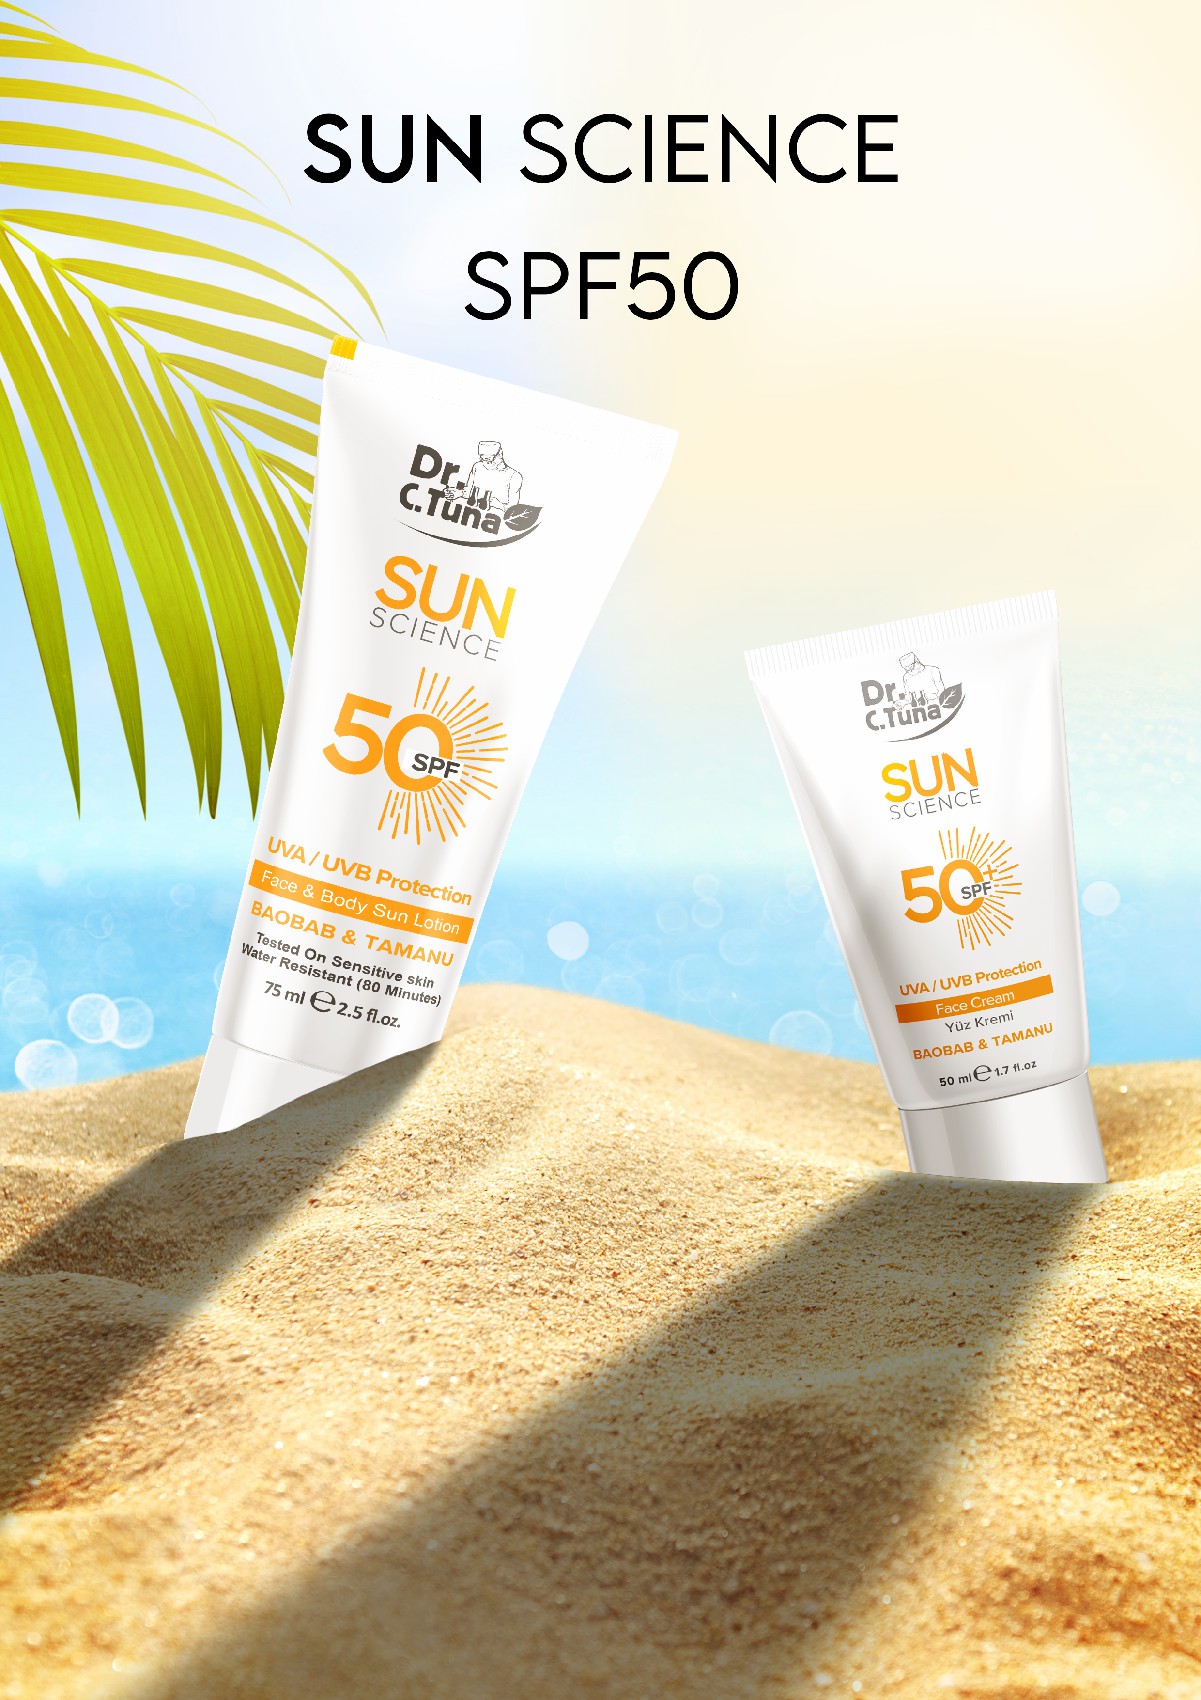 SUN SCIENCE
SPF50
Dr.
C.Tuna
SUN
SCIENCE
50
SPF
UVA / UVB Protection
Face & Body Sun Lotion
BAOBAB & TAMANU
Tested On Sensitive skin
Water Resistant (80 Minutes)
75 ml ℮ 2.5 fl.oz.
Dr.
C.Tuna
SUN
SCIENCE
50+
SPF
UVA / UVB Protection
Face Cream
Yüz Kremi
BAOBAB & TAMANU
50 ml ℮ 1.7 fl.oz